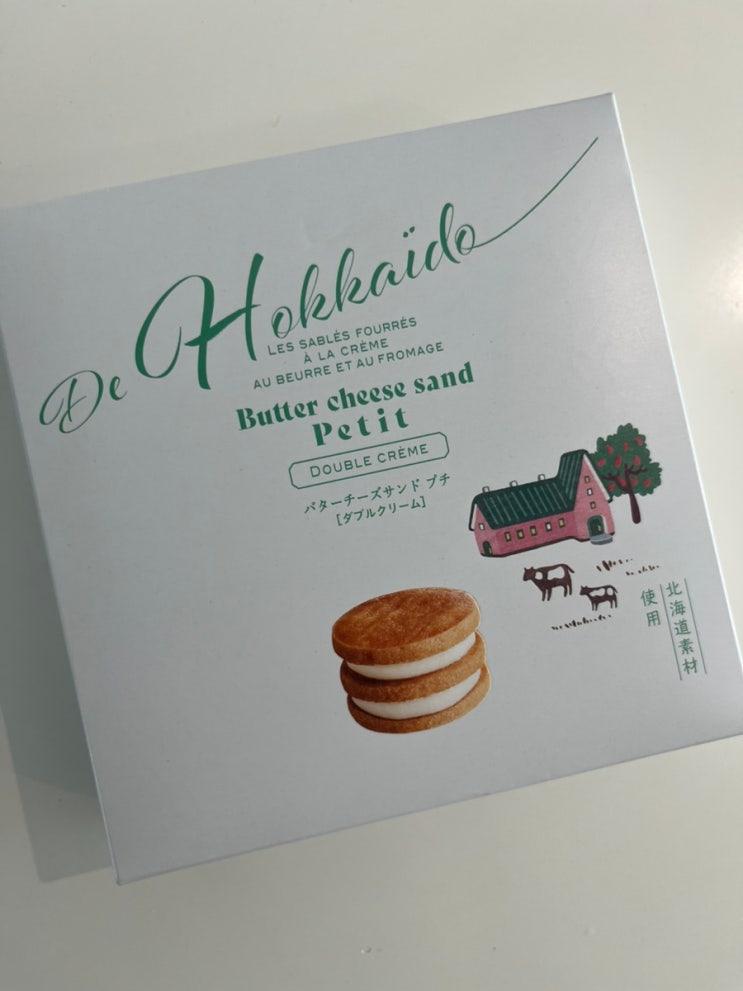 De Hokkaïdo
LES SABLÉS FOURRÉS
À LA CRÈME
AU BEURRE ET AU FROMAGE
Butter cheese sand
Petit
DOUBLE CRÈME
バターチーズサンド プチ
[ダブルクリーム]
北海道素材
使用